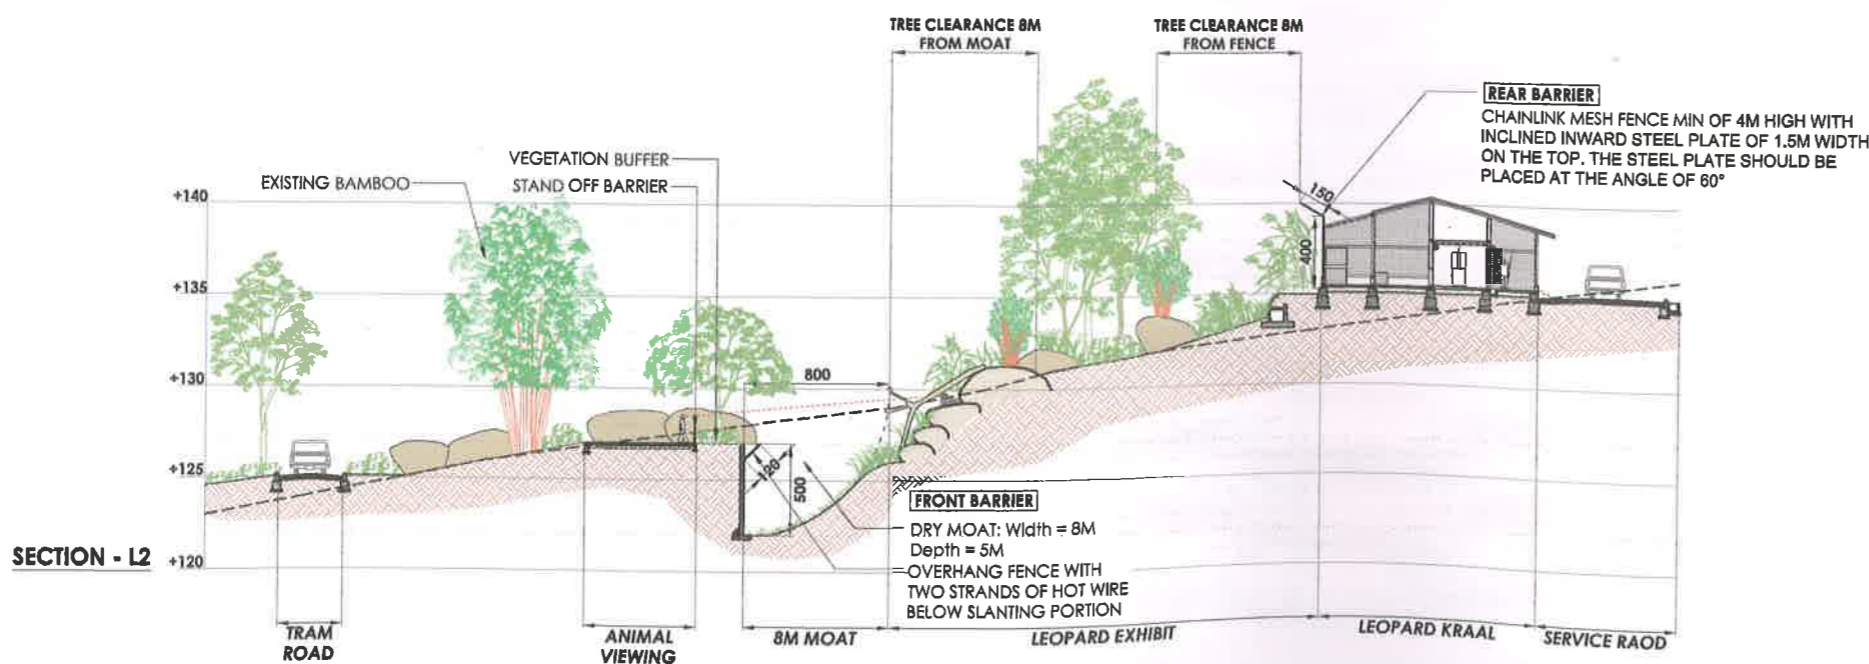 TREE CLEARANCE 8M
FROM MOAT
TREE CLEARANCE 8M
FROM FENCE
REAR BARRIER
CHAINLINK MESH FENCE MIN OF 4M HIGH WITH
INCLINED INWARD STEEL PLATE OF 1.5M WIDTH
ON THE TOP. THE STEEL PLATE SHOULD BE
PLACED AT THE ANGLE OF 60°
VEGETATION BUFFER
STAND OFF BARRIER
EXISTING BAMBOO
+140
150
400
+135
+130
800
+125
120
500
FRONT BARRIER
DRY MOAT: Width = 8M
Depth = 5M
OVERHANG FENCE WITH
TWO STRANDS OF HOT WIRE
BELOW SLANTING PORTION
SECTION - L2
+120
TRAM
ROAD
ANIMAL
VIEWING
8M MOAT
LEOPARD EXHIBIT
LEOPARD KRAAL
SERVICE RAOD